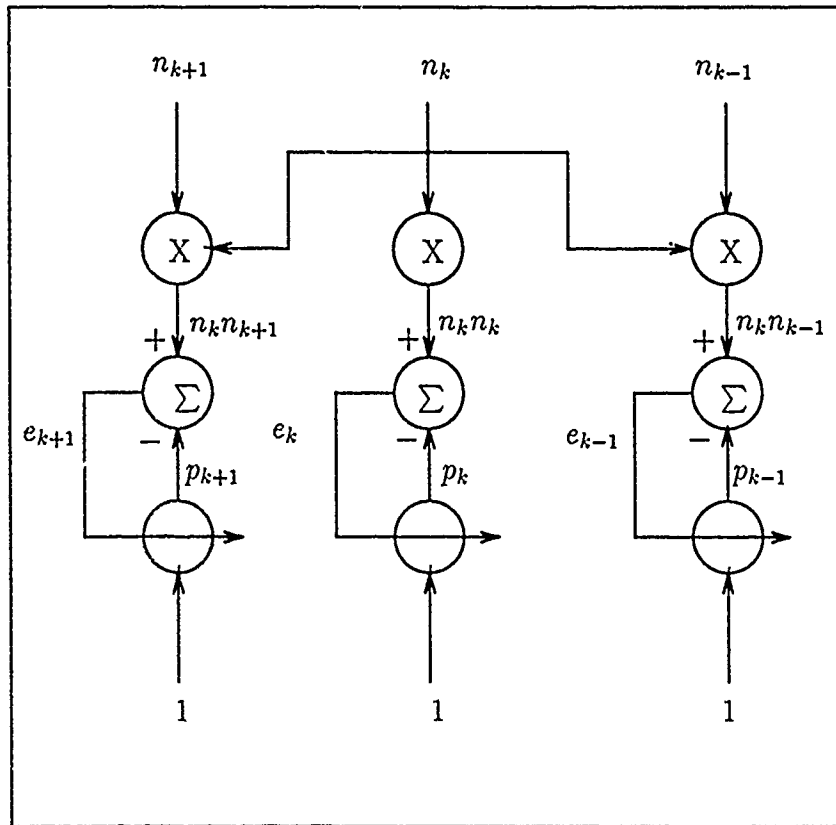 n_{k+1} n_k n_{k-1}
X X X
n_k n_{k+1} n_k n_k n_k n_{k-1}
+ + +
Σ Σ Σ
e_{k+1} e_k e_{k-1}
- - -
p_{k+1} p_k p_{k-1}
1 1 1